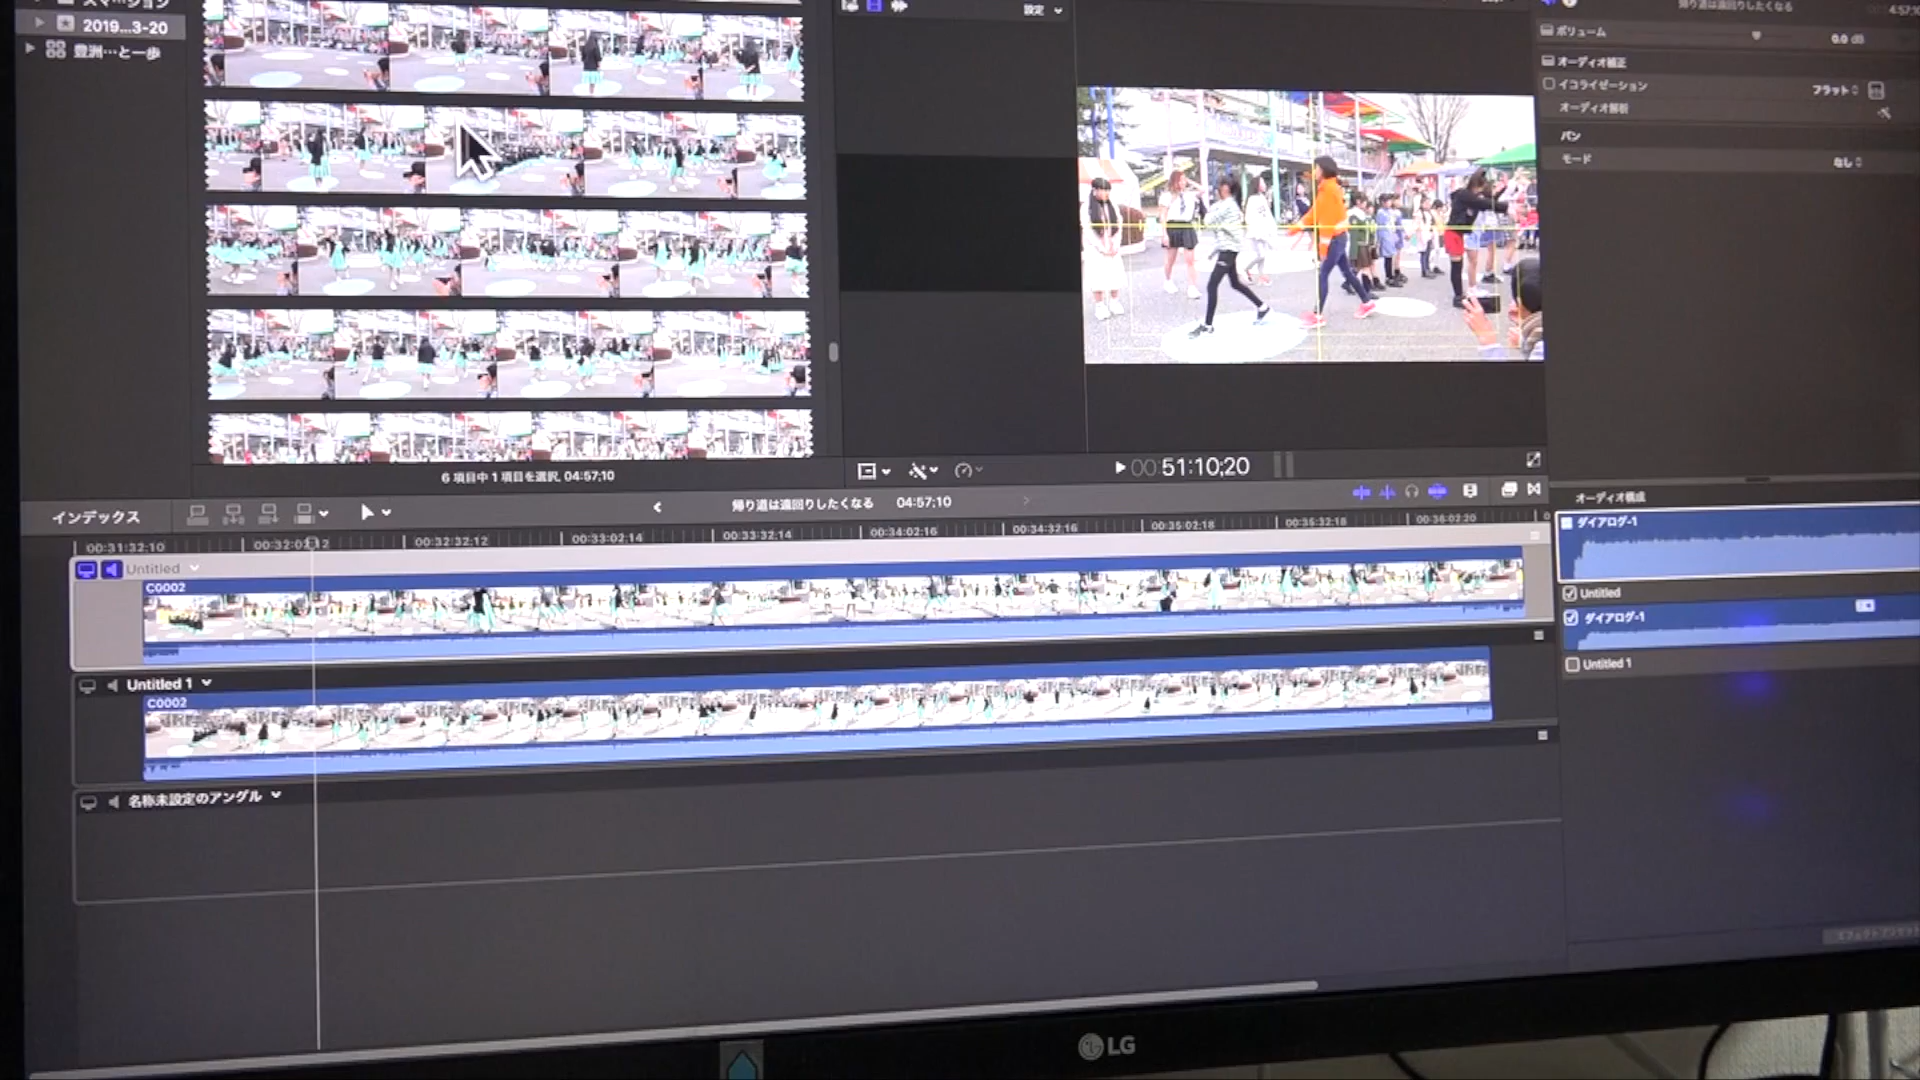 2019...3-20
豊洲…と一歩
設定
ボリューム
0.0 dB
オーディオ補正
イコライゼーション
フラット
オーディオ解析
パン
モード
なし
6 項目中 1 項目を選択, 04:57;10
00:51:10;20
インデックス
帰り道は遠回りしたくなる 04:57;10
00:31:32:10
00:32:32:12
00:33:02:14
00:33:32:14
00:34:02:16
00:34:32:16
00:35:02:18
00:35:32:18
00:36:02:20
Untitled
C0002
Untitled 1
C0002
名称未設定のアングル
オーディオ構成
ダイアログ-1
Untitled
ダイアログ-1
Untitled 1
LG